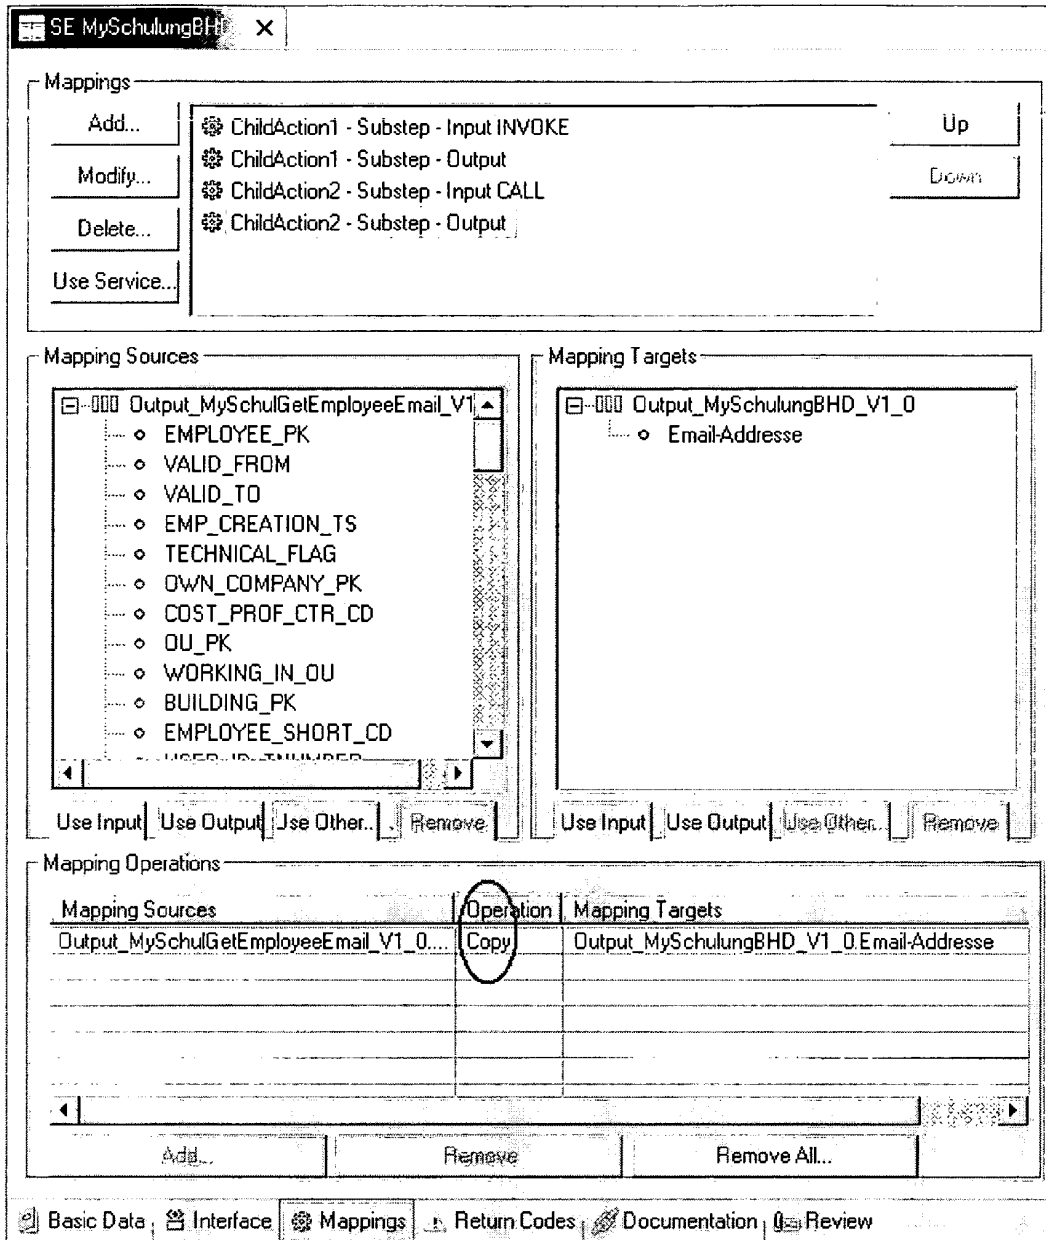 SE MySchulungBHD X
Mappings
Add...
Modify...
Delete...
Use Service...
ChildAction1 - Substep - Input INVOKE
ChildAction1 - Substep - Output
ChildAction2 - Substep - Input CALL
ChildAction2 - Substep - Output
Up
Down
Mapping Sources
Output_MySchulGetEmployeeEmail_V1
EMPLOYEE_PK
VALID_FROM
VALID_TO
EMP_CREATION_TS
TECHNICAL_FLAG
OWN_COMPANY_PK
COST_PROF_CTR_CD
OU_PK
WORKING_IN_OU
BUILDING_PK
EMPLOYEE_SHORT_CD
Use Input Use Output Use Other... Remove
Mapping Targets
Output_MySchulungBHD_V1_0
Email-Addresse
Use Input Use Output Use Other... Remove
Mapping Operations
Mapping Sources Operation Mapping Targets
Output_MySchulGetEmployeeEmail_V1_0.... Copy Output_MySchulungBHD_V1_0.Email-Addresse
Add... Remove Remove All...
Basic Data Interface Mappings Return Codes Documentation Review